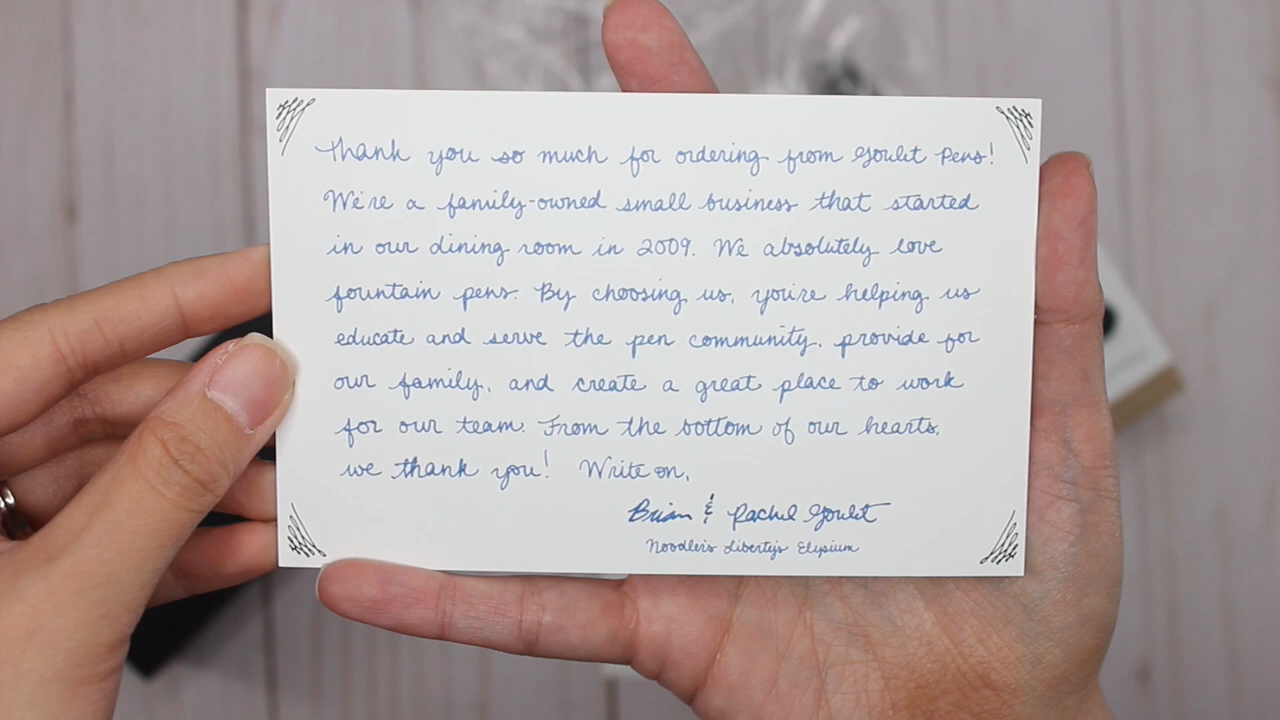 Thank you so much for ordering from Goulet Pens!
We're a family-owned small business that started
in our dining room in 2009. We absolutely love
fountain pens. By choosing us, you're helping us
educate and serve the pen community, provide for
our family, and create a great place to work
for our team. From the bottom of our hearts,
we thank you! Write on,
Brian & Rachel Goulet
Noodler's Liberty's Elysium